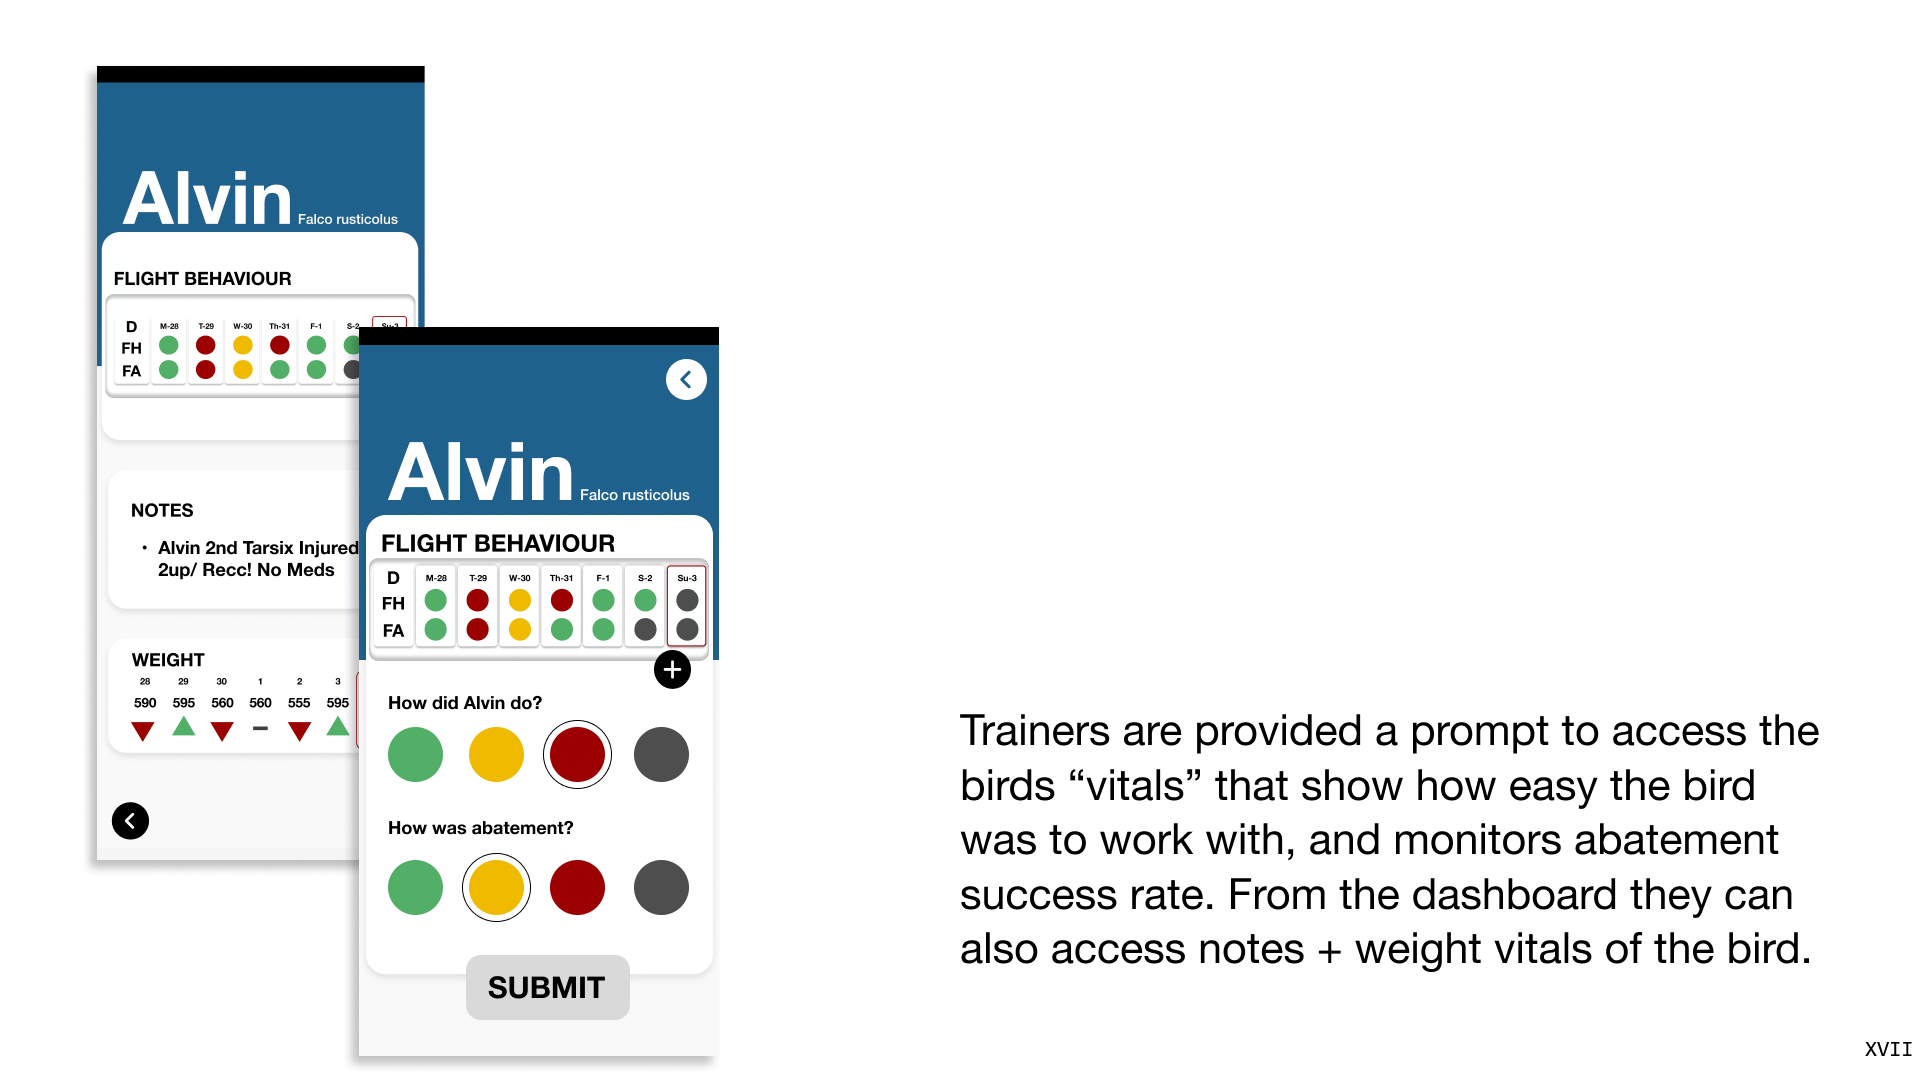 Alvin Falco rusticolus
FLIGHT BEHAVIOUR
D M-28 T-29 W-30 Th-31 F-1 S-2 Su-3
FH
FA
NOTES
• Alvin 2nd Tarsix Injured
2up/ Recc! No Meds
WEIGHT
28 29 30 1 2 3
590 595 560 560 555 595
Alvin Falco rusticolus
FLIGHT BEHAVIOUR
D M-28 T-29 W-30 Th-31 F-1 S-2 Su-3
FH
FA
How did Alvin do?
How was abatement?
SUBMIT
Trainers are provided a prompt to access the
birds “vitals” that show how easy the bird
was to work with, and monitors abatement
success rate. From the dashboard they can
also access notes + weight vitals of the bird.
XVII